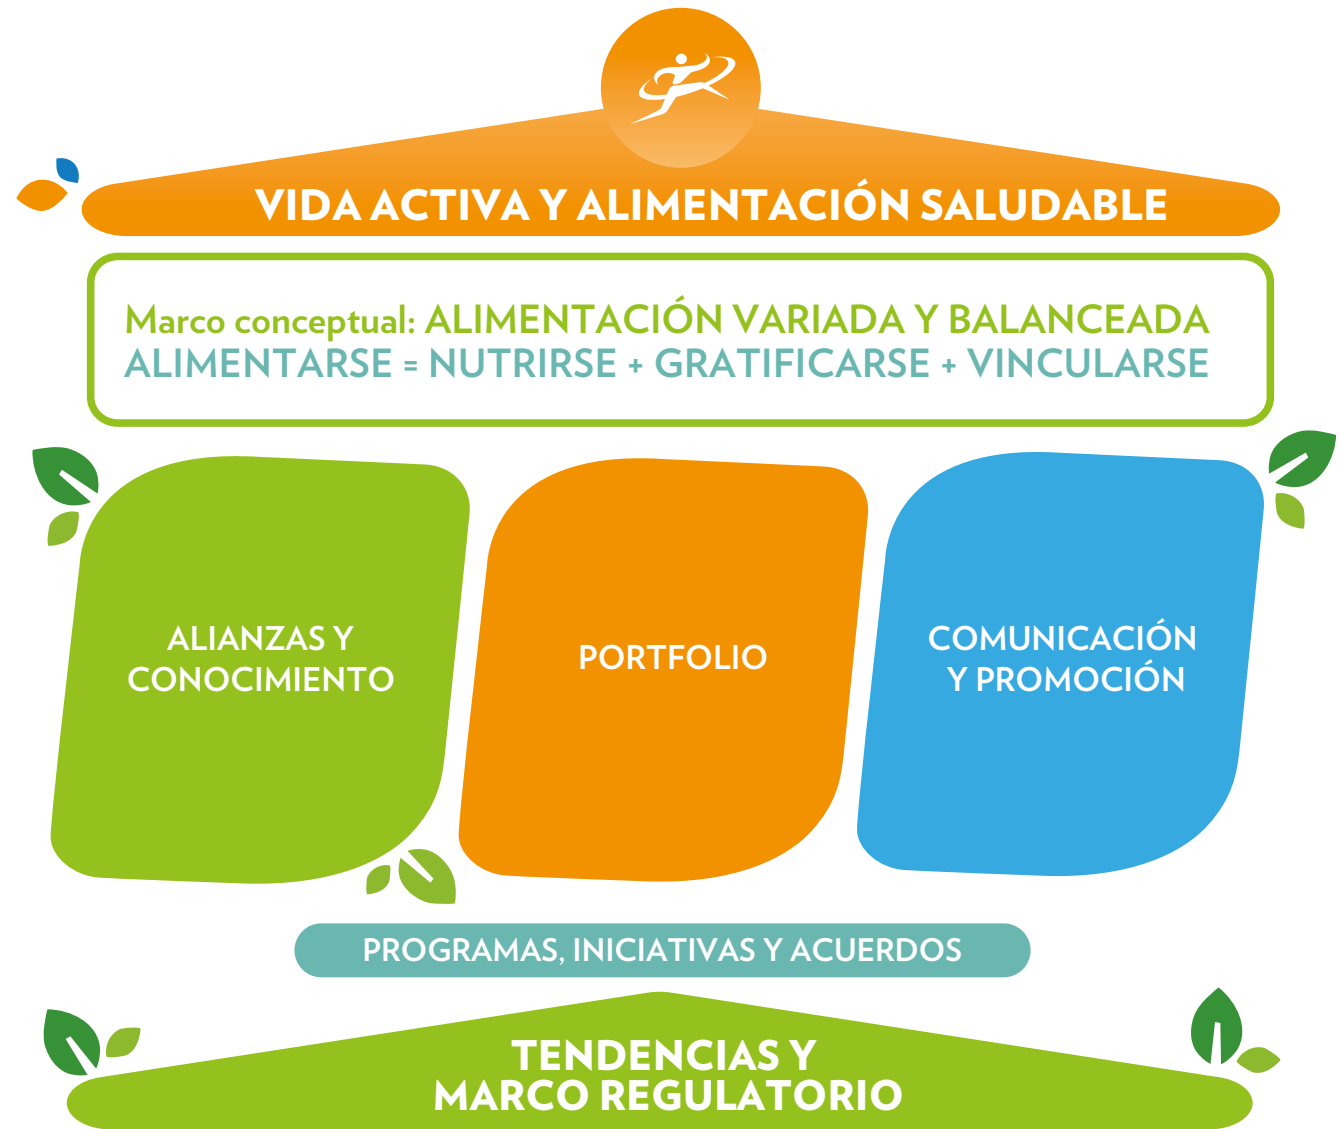 VIDA ACTIVA Y ALIMENTACIÓN SALUDABLE
Marco conceptual: ALIMENTACIÓN VARIADA Y BALANCEADA
ALIMENTARSE = NUTRIRSE + GRATIFICARSE + VINCULARSE
ALIANZAS Y
CONOCIMIENTO
PORTFOLIO
COMUNICACIÓN
Y PROMOCIÓN
PROGRAMAS, INICIATIVAS Y ACUERDOS
TENDENCIAS Y
MARCO REGULATORIO